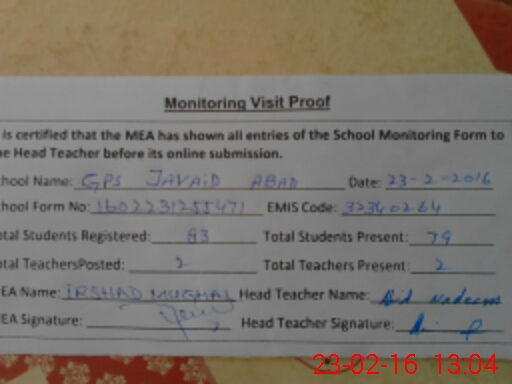 Monitoring Visit Proof
is certified that the MEA has shown all entries of the School Monitoring Form to
he Head Teacher before its online submission.
chool Name: GPS JAVAID ABAD Date: 23-2-2016
chool Form No: 1602231255471 EMIS Code: 32340264
otal Students Registered: 83 Total Students Present: 79
otal TeachersPosted: 2 Total Teachers Present: 2
EA Name: IRSHAD MUGHAL Head Teacher Name:
EA Signature: Head Teacher Signature:
23-02-16 13:04